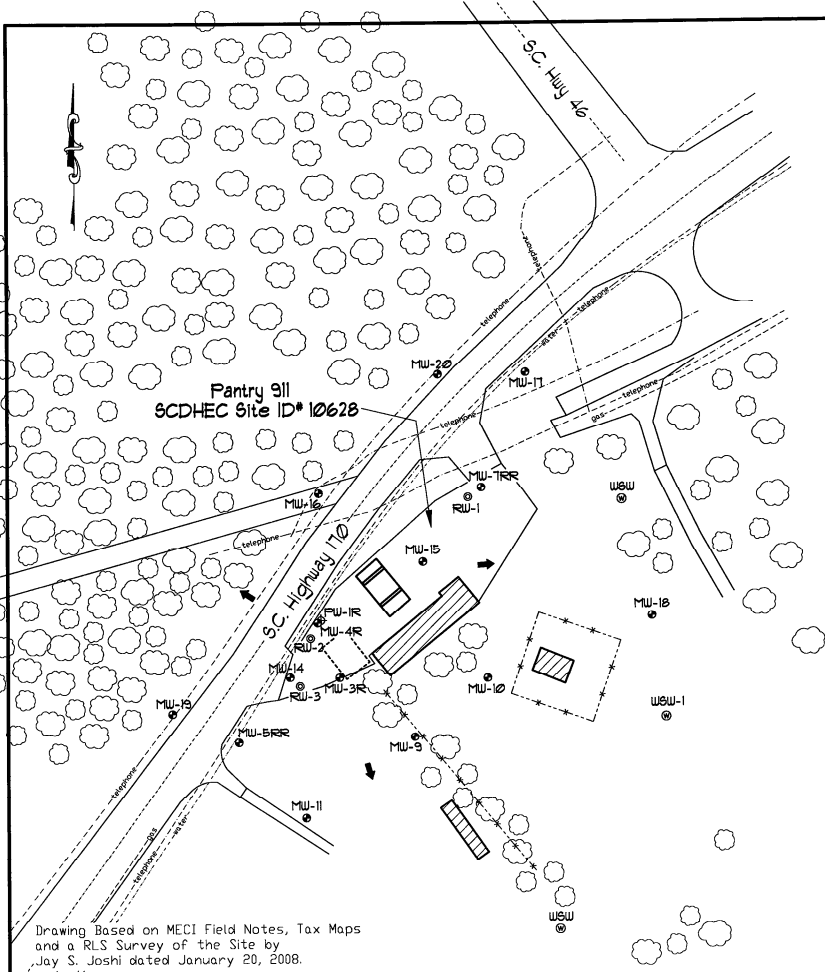 S.C. Hwy 46
telephone
telephone
telephone
water
MW-20
MW-17
Pantry 911
SCDHEC Site ID# 10628
telephone
gas
telephone
MW-7RR
RW-1
WSW
MW-16
S.C. Highway 170
telephone
MW-15
PW-1R
MW-4R
RW-2
MW-18
MW-14
RW-3
MW-3R
MW-10
WSW-1
MW-19
MW-5RR
MW-9
telephone
MW-11
gas
water
telephone
WSW
Drawing Based on MECI Field Notes, Tax Maps
and a RLS Survey of the Site by
Jay S. Joshi dated January 20, 2008.